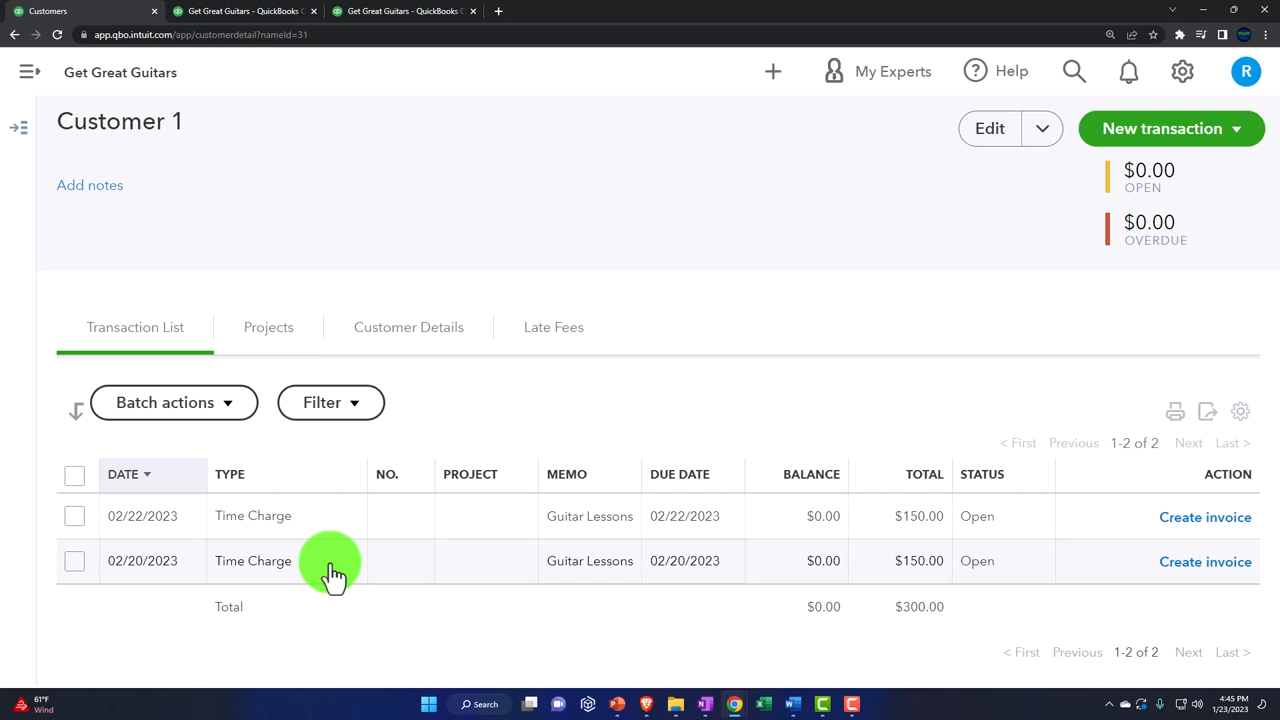 Customers
Get Great Guitars - QuickBooks C
Get Great Guitars - QuickBooks C
app.qbo.intuit.com/app/customerdetail?nameId=31
Get Great Guitars
My Experts
Help
R
Customer 1
Edit
New transaction
Add notes
$0.00
OPEN
$0.00
OVERDUE
Transaction List
Projects
Customer Details
Late Fees
Batch actions
Filter
< First Previous 1-2 of 2 Next Last >
DATE TYPE NO. PROJECT MEMO DUE DATE BALANCE TOTAL STATUS ACTION
02/22/2023 Time Charge Guitar Lessons 02/22/2023 $0.00 $150.00 Open Create invoice
02/20/2023 Time Charge Guitar Lessons 02/20/2023 $0.00 $150.00 Open Create invoice
Total $0.00 $300.00
< First Previous 1-2 of 2 Next Last >
61°F
Wind
Search
4:45 PM
1/23/2023